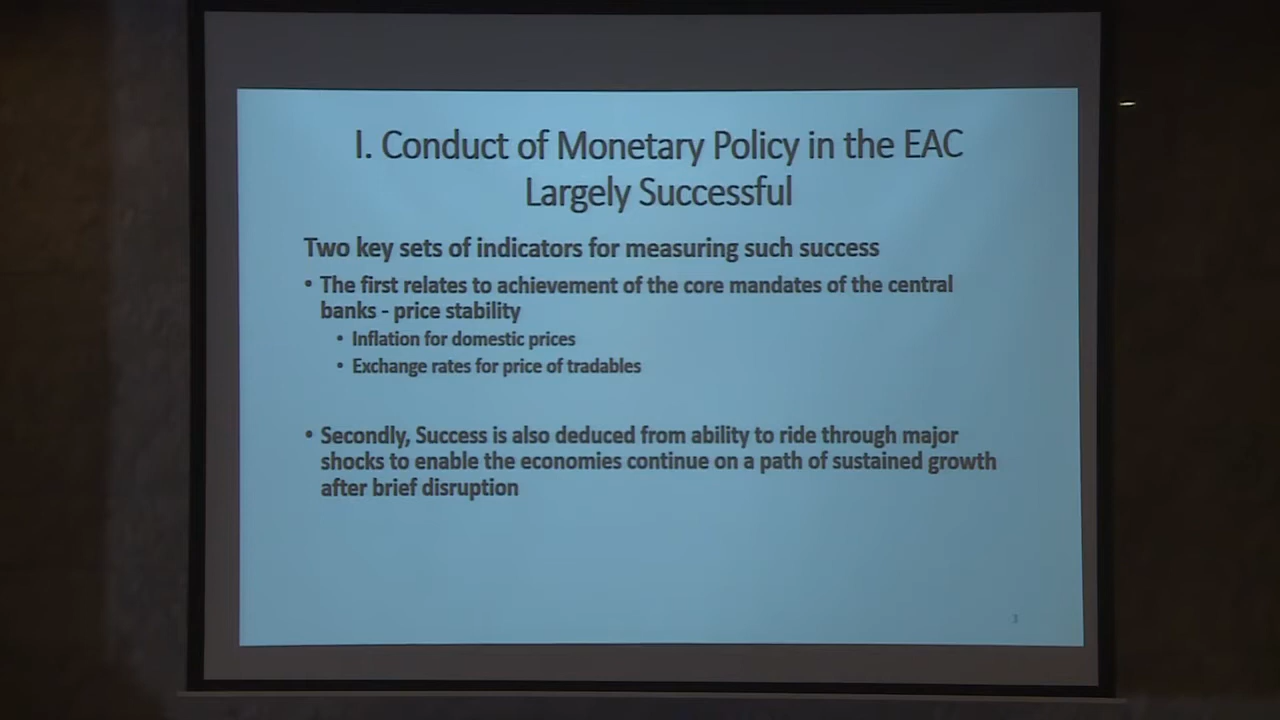 I. Conduct of Monetary Policy in the EAC
Largely Successful
Two key sets of indicators for measuring such success
• The first relates to achievement of the core mandates of the central
banks - price stability
• Inflation for domestic prices
• Exchange rates for price of tradables
• Secondly, Success is also deduced from ability to ride through major
shocks to enable the economies continue on a path of sustained growth
after brief disruption
3